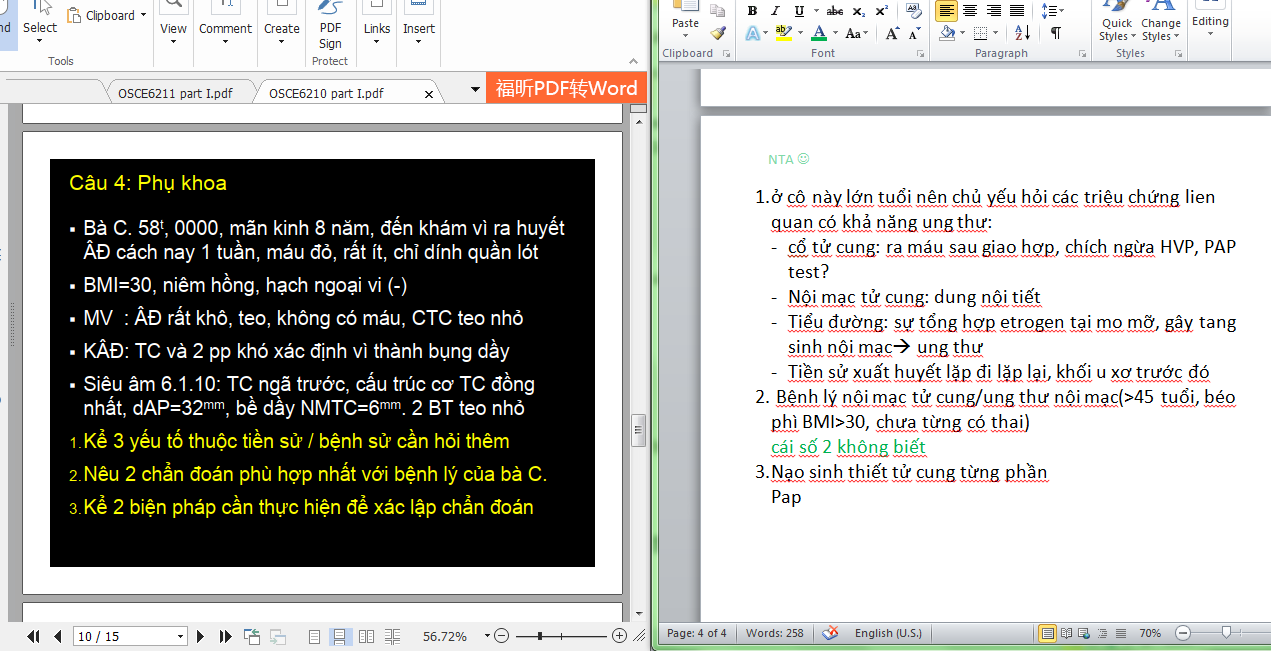 Select
Clipboard
View
Comment
Create
PDF
Sign
Links
Insert
Tools
Protect
OSCE6211 part I.pdf
OSCE6210 part I.pdf
福昕PDF转Word
Câu 4: Phụ khoa
▪ Bà C. 58t, 0000, mãn kinh 8 năm, đến khám vì ra huyết
ÂĐ cách nay 1 tuần, máu đỏ, rất ít, chỉ dính quần lót
▪ BMI=30, niêm hồng, hạch ngoại vi (-)
▪ MV : ÂĐ rất khô, teo, không có máu, CTC teo nhỏ
▪ KÂĐ: TC và 2 pp khó xác định vì thành bụng dầy
▪ Siêu âm 6.1.10: TC ngã trước, cấu trúc cơ TC đồng
nhất, dAP=32mm, bề dầy NMTC=6mm. 2 BT teo nhỏ
1. Kể 3 yếu tố thuộc tiền sử / bệnh sử cần hỏi thêm
2. Nêu 2 chẩn đoán phù hợp nhất với bệnh lý của bà C.
3. Kể 2 biện pháp cần thực hiện để xác lập chẩn đoán
10 / 15
56.72%
Paste
B I U abc x₂ x²
A ab A Aa A A
Quick
Styles
Change
Styles
Editing
Clipboard
Font
Paragraph
Styles
NTA ☺
1. ở cô này lớn tuổi nên chủ yếu hỏi các triệu chứng lien
quan có khả năng ung thư:
- cổ tử cung: ra máu sau giao hợp, chích ngừa HVP, PAP
test?
- Nội mạc tử cung: dung nội tiết
- Tiểu đường: sự tổng hợp etrogen tại mo mỡ, gây tang
sinh nội mạc→ ung thư
- Tiền sử xuất huyết lặp đi lặp lại, khối u xơ trước đó
2. Bệnh lý nội mạc tử cung/ung thư nội mạc(>45 tuổi, béo
phì BMI>30, chưa từng có thai)
cái số 2 không biết
3. Nạo sinh thiết tử cung từng phần
Pap
Page: 4 of 4
Words: 258
English (U.S.)
70%